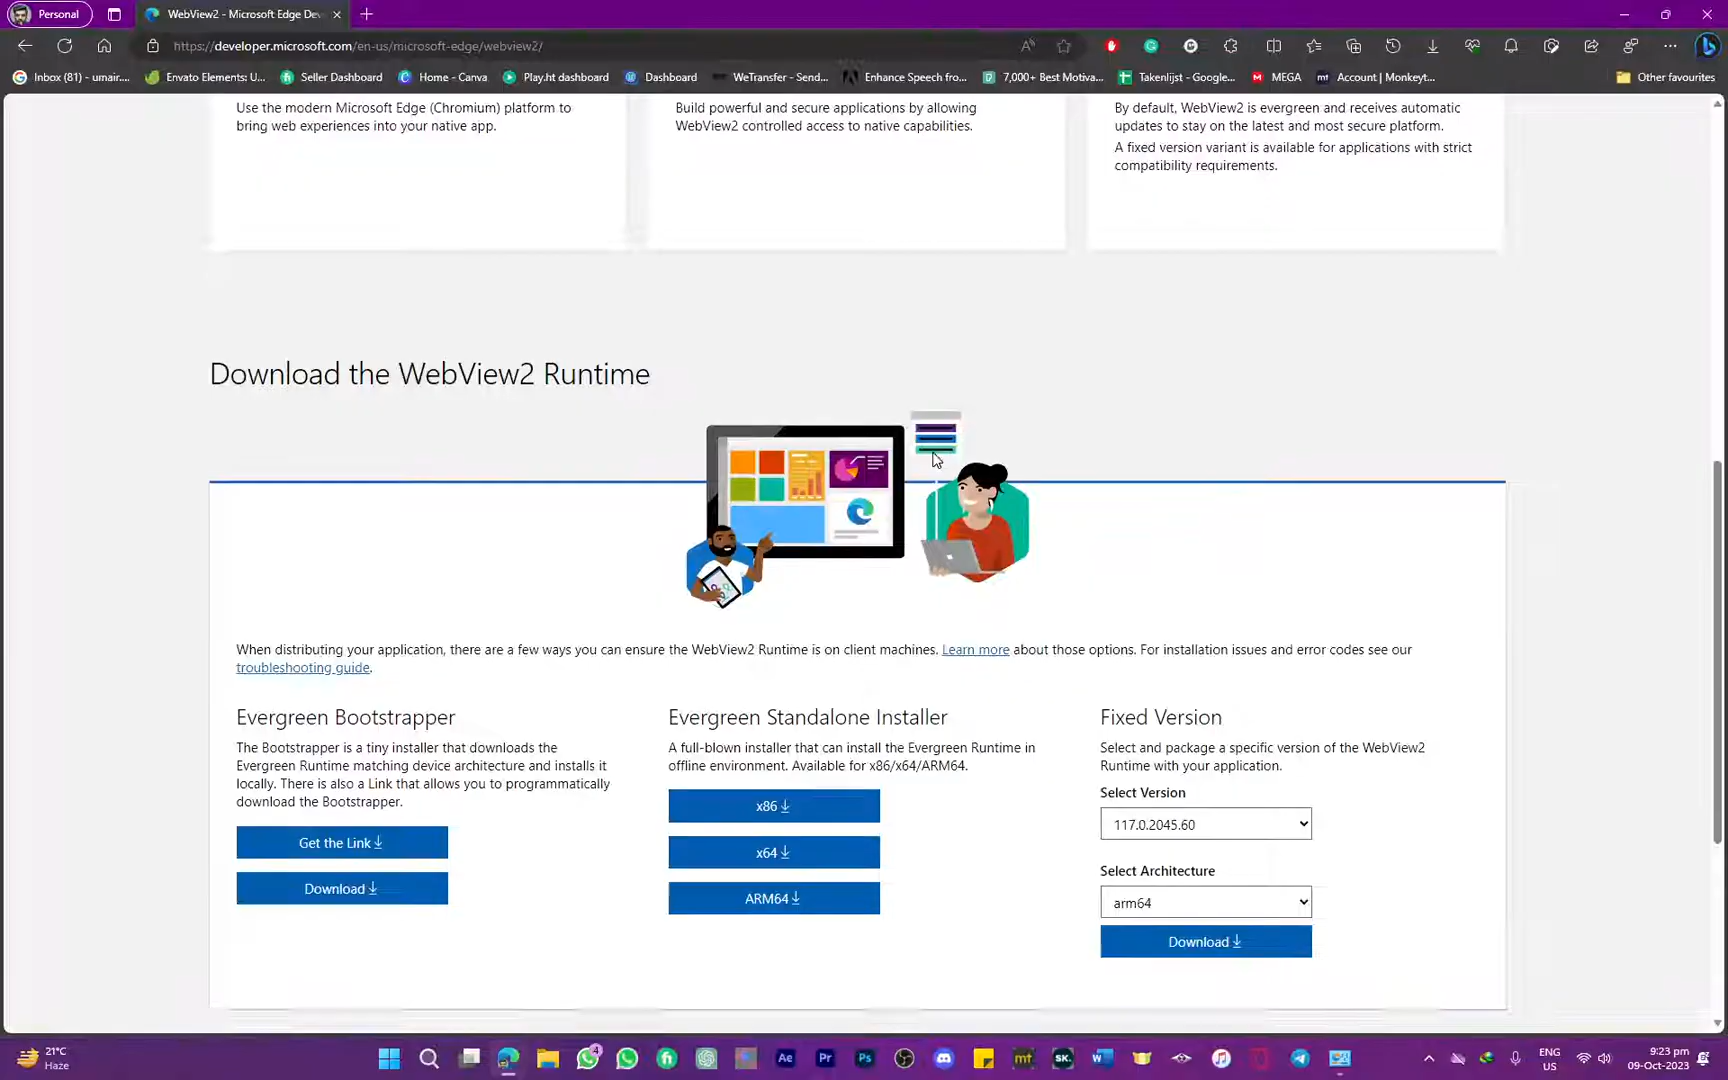 Personal
WebView2 - Microsoft Edge Dev
https://developer.microsoft.com/en-us/microsoft-edge/webview2/
Inbox (81) - umair....
Envato Elements: U...
Seller Dashboard
Home - Canva
Play.ht dashboard
Dashboard
WeTransfer - Send...
Enhance Speech fro...
7,000+ Best Motiva...
Takenlijst - Google...
MEGA
Account | Monkeyt...
Other favourites
Use the modern Microsoft Edge (Chromium) platform to
bring web experiences into your native app.
Build powerful and secure applications by allowing
WebView2 controlled access to native capabilities.
By default, WebView2 is evergreen and receives automatic
updates to stay on the latest and most secure platform.
A fixed version variant is available for applications with strict
compatibility requirements.
Download the WebView2 Runtime
When distributing your application, there are a few ways you can ensure the WebView2 Runtime is on client machines. Learn more about those options. For installation issues and error codes see our
troubleshooting guide.
Evergreen Bootstrapper
The Bootstrapper is a tiny installer that downloads the
Evergreen Runtime matching device architecture and installs it
locally. There is also a Link that allows you to programmatically
download the Bootstrapper.
Get the Link
Download
Evergreen Standalone Installer
A full-blown installer that can install the Evergreen Runtime in
offline environment. Available for x86/x64/ARM64.
x86
x64
ARM64
Fixed Version
Select and package a specific version of the WebView2
Runtime with your application.
Select Version
117.0.2045.60
Select Architecture
arm64
Download
21°C
Haze
4
Ae
Pr
Ps
mt
SK.
ENG
US
9:23 pm
09-Oct-2023